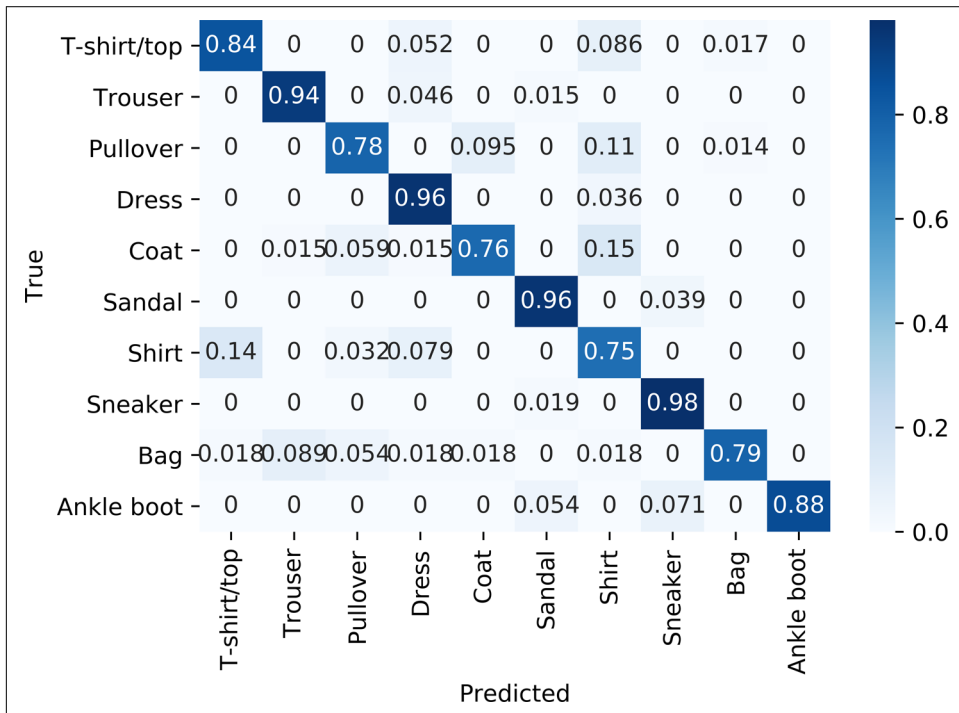 T-shirt/top 0.84 0 0 0.052 0 0 0.086 0 0.017 0
Trouser 0 0.94 0 0.046 0 0.015 0 0 0 0
Pullover 0 0 0.78 0 0.095 0 0.11 0 0.014 0
Dress 0 0 0 0.96 0 0 0.036 0 0 0
Coat 0 0.015 0.059 0.015 0.76 0 0.15 0 0 0
Sandal 0 0 0 0 0 0.96 0 0.039 0 0
Shirt 0.14 0 0.032 0.079 0 0 0.75 0 0 0
Sneaker 0 0 0 0 0 0.019 0 0.98 0 0
Bag 0.018 0.089 0.054 0.018 0.018 0 0.018 0 0.79 0
Ankle boot 0 0 0 0 0 0.054 0 0.071 0 0.88
True
T-shirt/top Trouser Pullover Dress Coat Sandal Shirt Sneaker Bag Ankle boot
Predicted
0.8
0.6
0.4
0.2
0.0